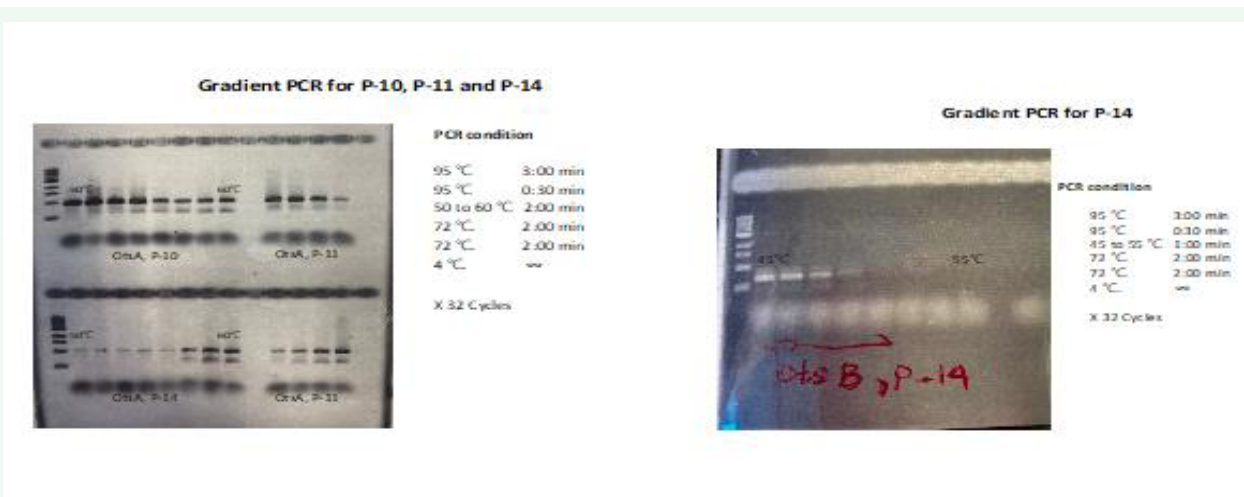 Gradient PCR for P-10, P-11 and P-14
PCR condition
95 °C 3:00 min
95 °C 0:30 min
50 to 60 °C 2:00 min
72 °C 2:00 min
72 °C 2:00 min
4 °C ∞
X 32 Cycles
60°C
OtsA, P-10
OtsA, P-11
60°C
OtsA, P-14
OtsA, P-11
Gradient PCR for P-14
PCR condition
95 °C 3:00 min
95 °C 0:30 min
45 to 55 °C 1:00 min
72 °C 2:00 min
72 °C 2:00 min
4 °C ∞
X 32 Cycles
45°C
55°C
OtsB, P-14